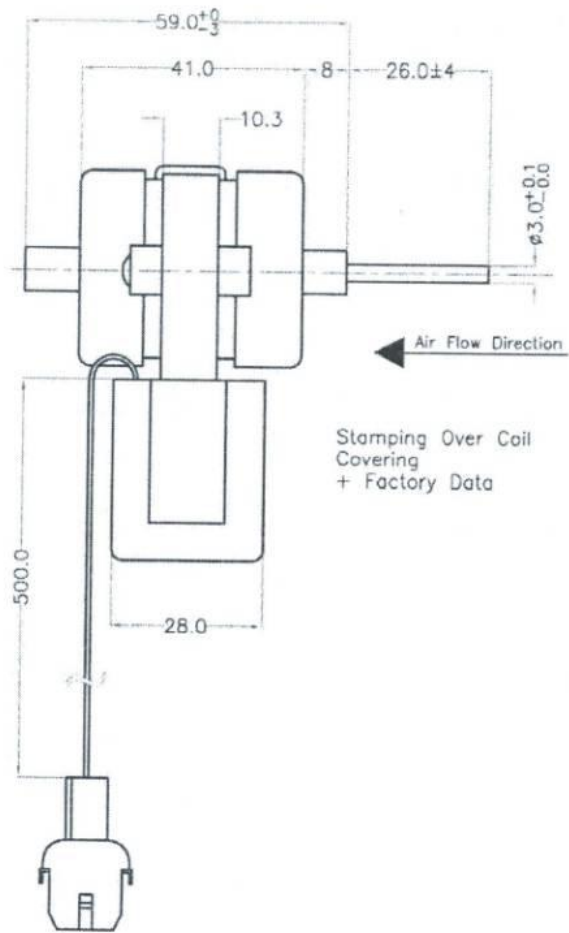 59.0 +0 -3
41.0
8
26.0±4
10.3
ø3.0 +0.1 -0.0
Air Flow Direction
Stamping Over Coil
Covering
+ Factory Data
500.0
28.0